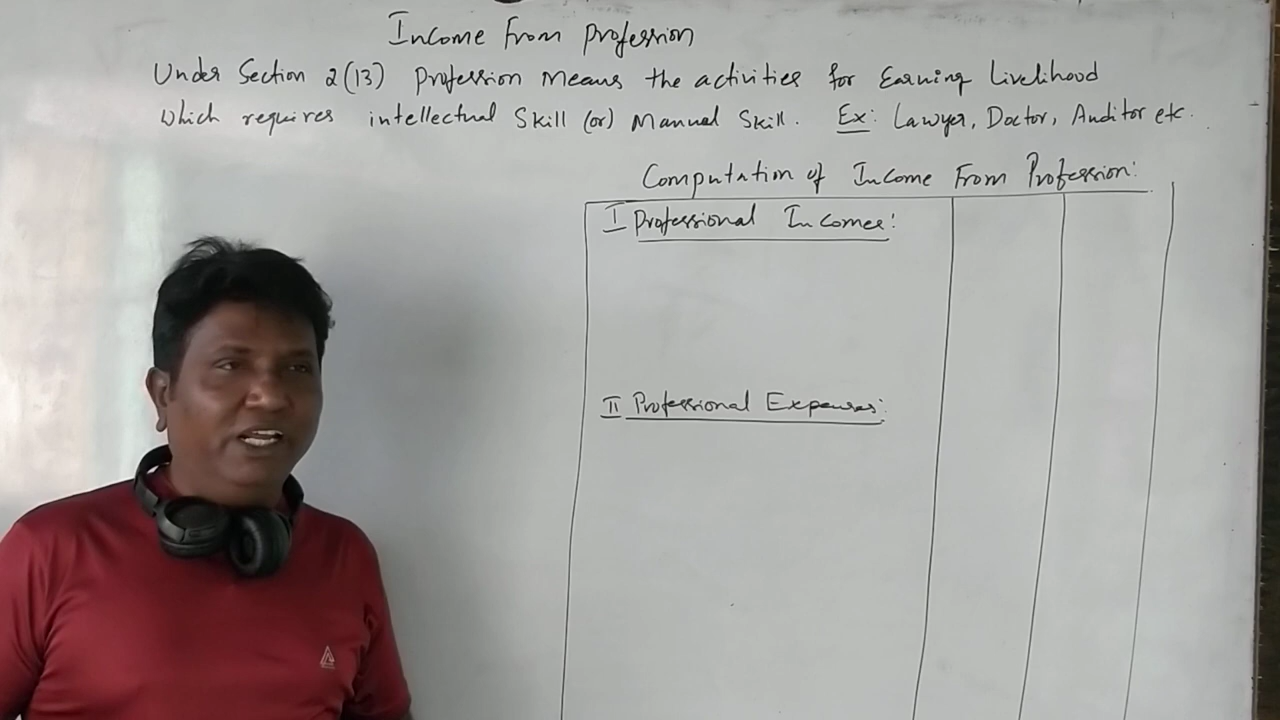 Income From Profession
Under Section 2(13) Profession Means the activities for Earning Livelihood
which requires intellectual Skill (or) Manual Skill. Ex: Lawyer, Doctor, Auditor etc.
Computation of Income From Profession:
I Professional Incomes:
II Professional Expenses: